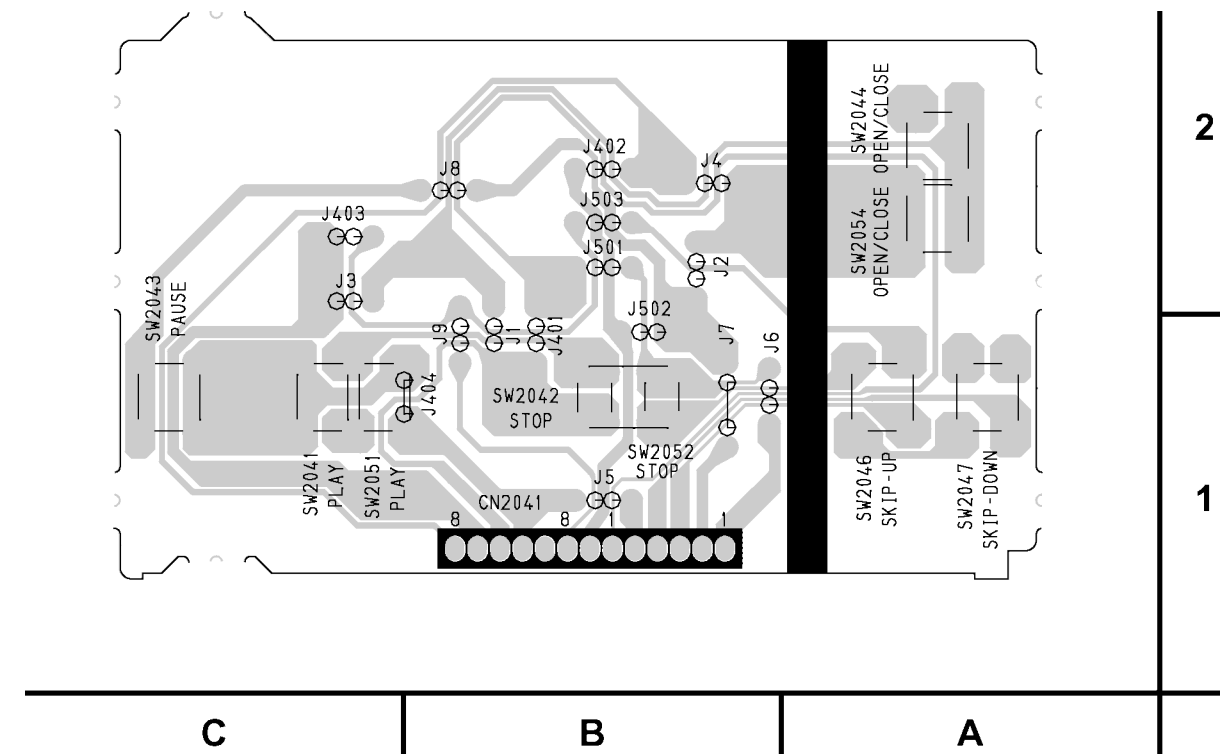 SW2044
OPEN/CLOSE
2
J402
J4
J8
J503
J403
SW2054
OPEN/CLOSE
J501
J2
J3
SW2043
PAUSE
J502
J9
J1
J401
J7
J6
J404
SW2042
STOP
SW2052
STOP
SW2041
PLAY
SW2051
PLAY
J5
CN2041
8
8
1
1
SW2046
SKIP-UP
SW2047
SKIP-DOWN
1
C
B
A